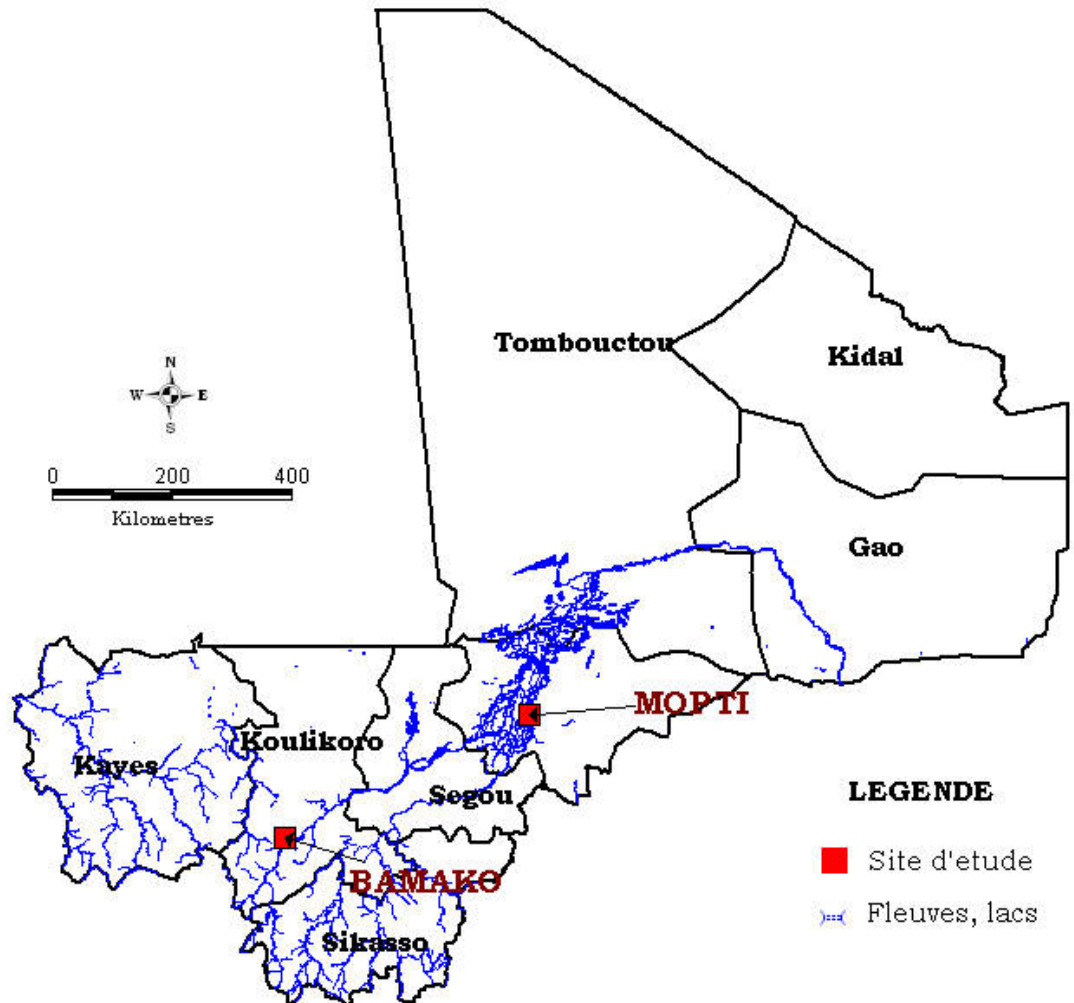 Tombouctou
Kidal
N
W E
S
0 200 400
Kilometres
Gao
MOPTI
Koulikoro
Kayes
Segou
LEGENDE
Site d'etude
BAMAKO
Fleuves, lacs
Sikasso